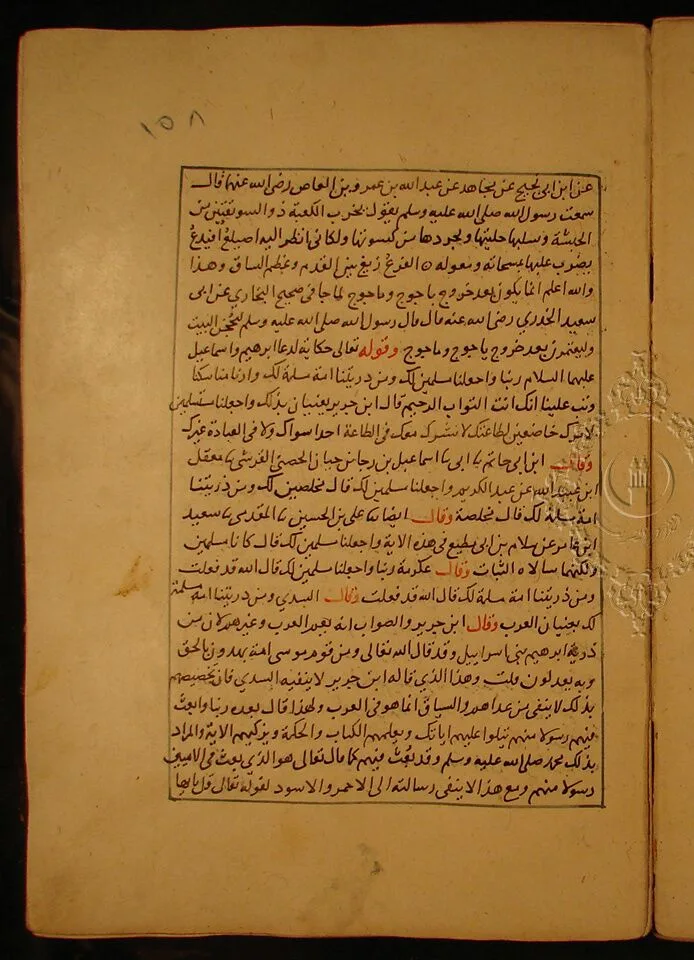 ١٥٨
عن ابن ابي نجيح عن مجاهد عن عبد الله بن عمرو بن العاص رضي الله عنهما قال
سمعت رسول الله صلى الله عليه وسلم يقول يخرب الكعبة ذو السويقتين من
الحبشة ويسلبها حليتها ويجردها من كسوتها ولكاني انظر اليه اصيلع افيدع
يضرب عليها بمسحاته ومعوله الفدع زيغ بين القدم وعظم الساق وهذا
والله اعلم انما يكون بعد خروج ياجوج وماجوج لما جا في صحيح البخاري عن ابي
سعيد الخدري رضي الله عنه قال قال رسول الله صلى الله عليه وسلم ليحجن البيت
وليعتمرن بعد خروج ياجوج وماجوج وقوله تعالى حكاية لدعا ابرهيم واسماعيل
عليهما السلام ربنا واجعلنا مسلمين لك ومن ذريتنا امة مسلمة لك وارنا مناسكنا
وتب علينا انك انت التواب الرحيم قال ابن جرير يعنيان بذلك واجعلنا مستسلمين
لامرك خاضعين لطاعتك لا نشرك معك في الطاعة احدا سواك ولا في العبادة غيرك
وقال ابن ابي حاتم ثنا ابي ثنا اسماعيل بن رجا بن حيان الحصني القرشي ثنا معقل
ابن عبيد الله عن عبد الكريم واجعلنا مسلمين لك قال مخلصين لك ومن ذريتنا
امة مسلمة لك قال مخلصة وقال ايضا ثنا علي بن الحسين ثنا المقدمي ثنا سعيد
ابن عامر عن سلام بن ابي مطيع في هذه الاية واجعلنا مسلمين لك قال كانا مسلمين
ولكنهما سالاه الثبات وقال عكرمة ربنا واجعلنا مسلمين لك قال الله قد فعلت
ومن ذريتنا امة مسلمة لك قال الله قد فعلت وقال السدي ومن ذريتنا امة مسلمة
لك يعنيان العرب وقال ابن جرير والصواب انه يعم العرب وغيرهم لان من
ذرية ابرهيم بني اسراييل وقد قال الله تعالى ومن قوم موسى امة يهدون بالحق
وبه يعدلون قلت وهذا الذي قاله ابن جرير لا ينفيه السدي فان تخصيصهم
بذلك لا ينفي من عداهم والسياق انما هو في العرب ولهذا قال بعده ربنا وابعث
فيهم رسولا منهم يتلوا عليهم اياتك ويعلمهم الكتاب والحكمة ويزكيهم الاية والمراد
بذلك محمد صلى الله عليه وسلم وقد بعث فيهم كما قال تعالى هو الذي بعث في الاميين
رسولا منهم ومع هذا لا ينفي رسالته الى الاحمر والاسود لقوله تعالى قل يا ايها